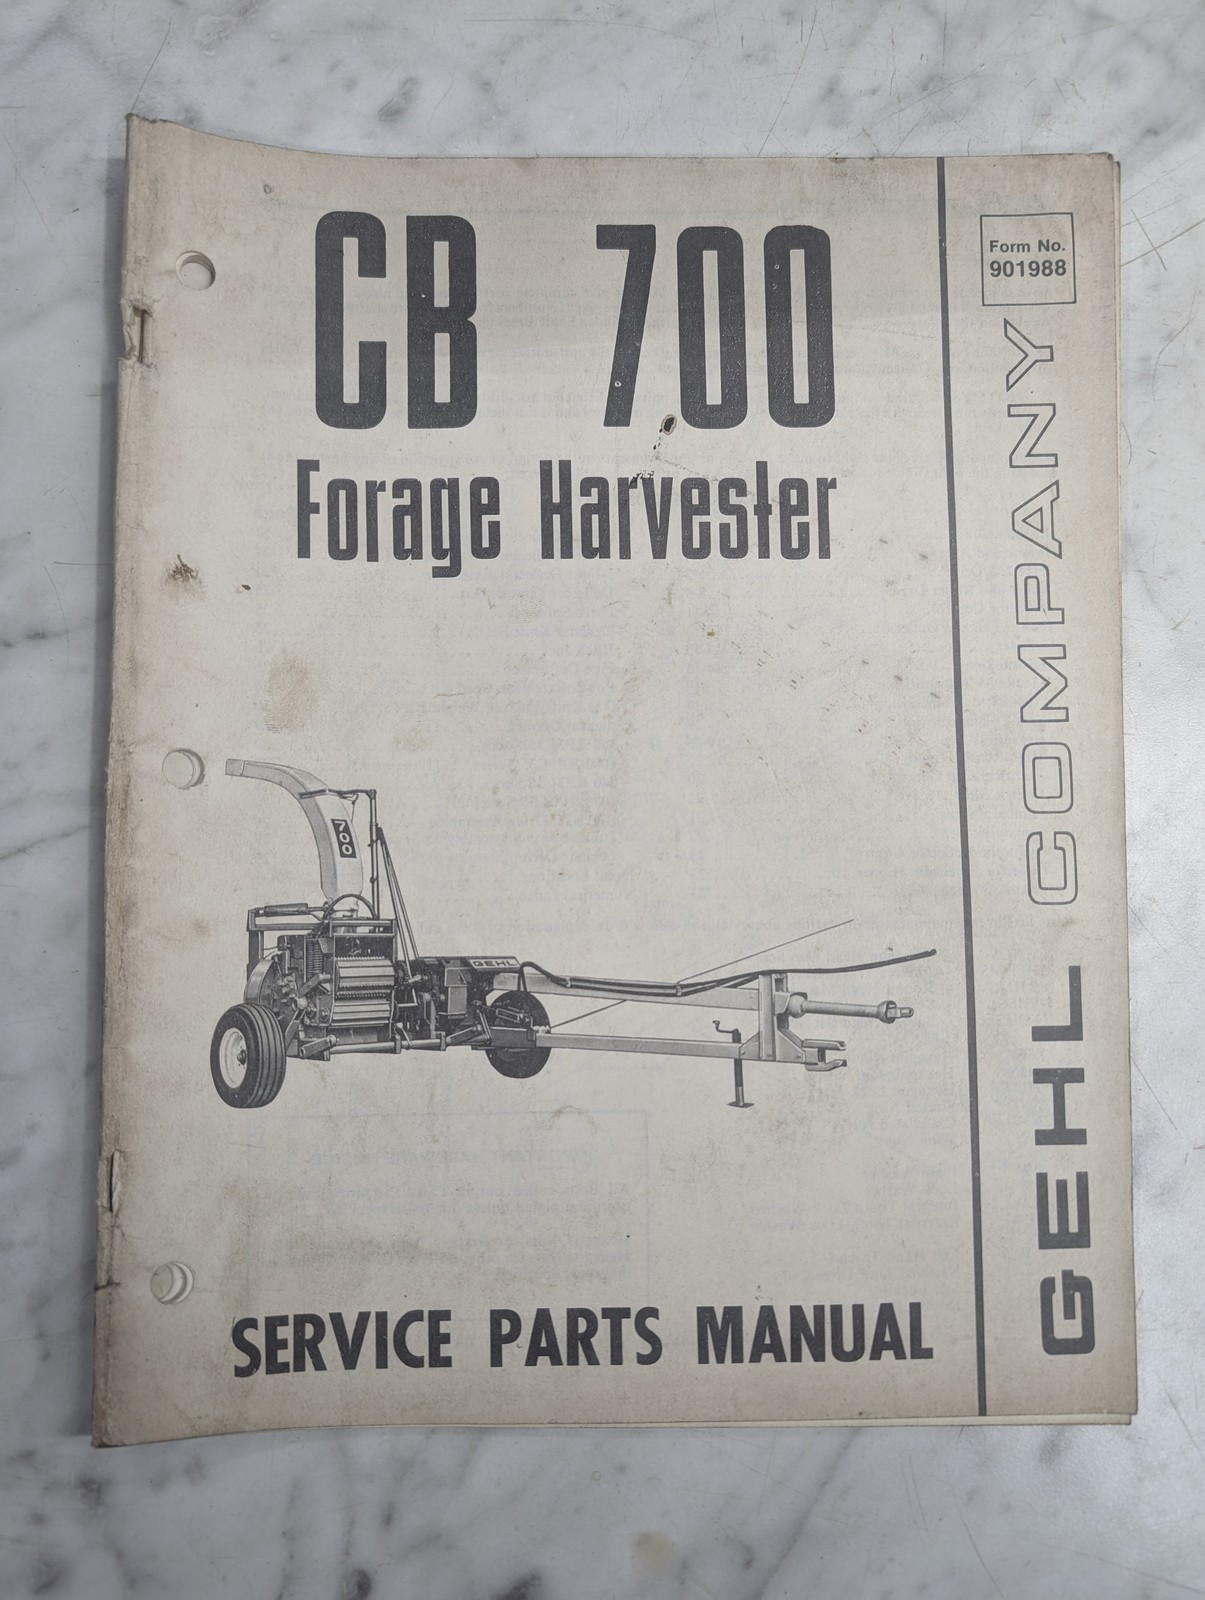 CB 700
Forage Harvester
Form No.
901988
GEHL COMPANY
700
GEHL
SERVICE PARTS MANUAL